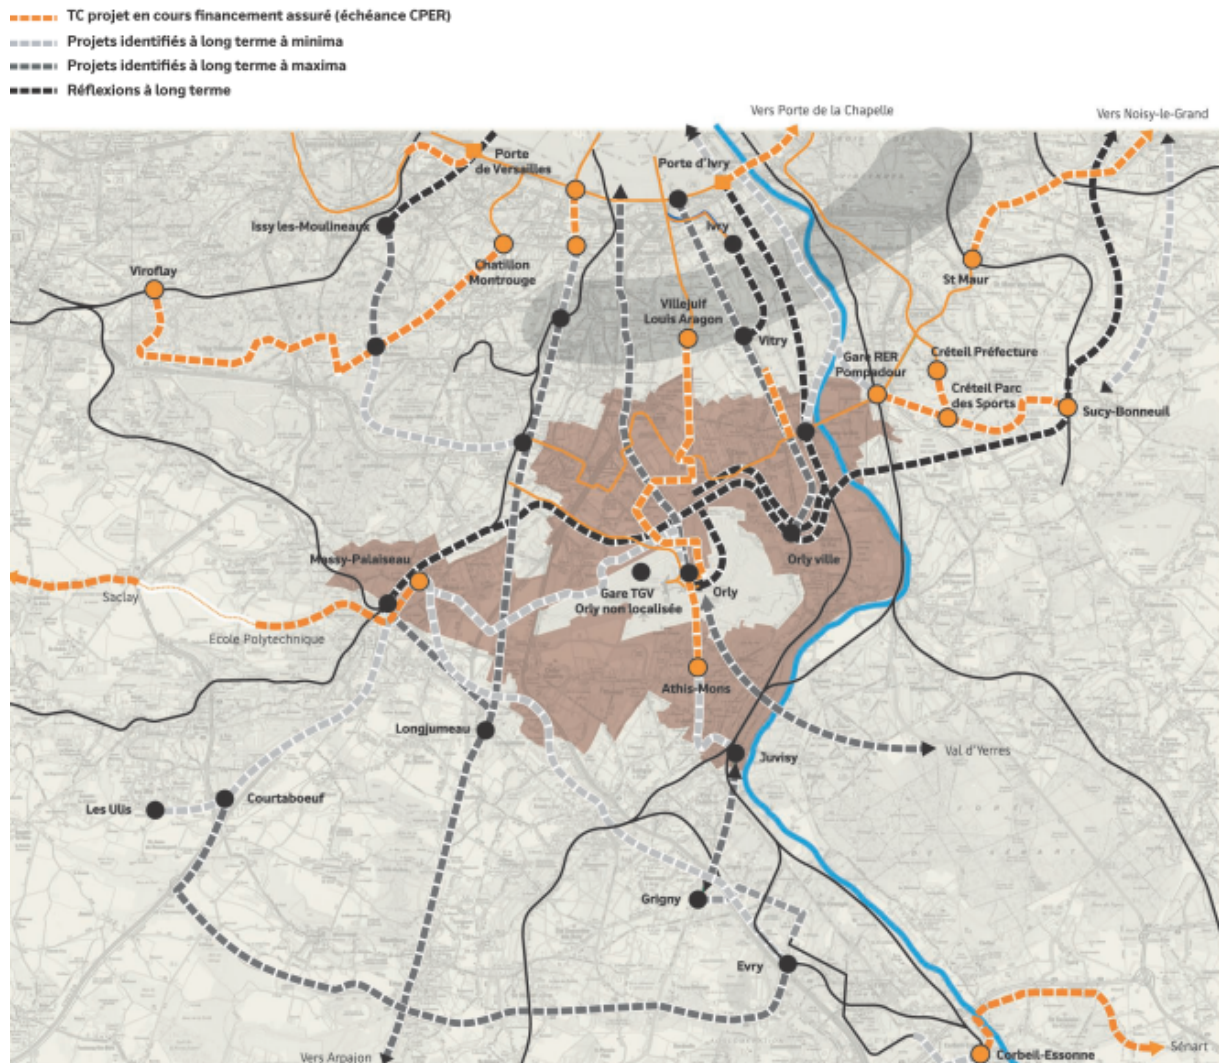 TC projet en cours financement assuré (échéance CPER)
Projets identifiés à long terme à minima
Projets identifiés à long terme à maxima
Réflexions à long terme
Vers Porte de la Chapelle
Vers Noisy-le-Grand
Porte
de Versailles
Porte d'Ivry
Issy les-Moulineaux
Ivry
Chatillon
Montrouge
Viroflay
St Maur
Villejuif
Louis Aragon
Vitry
Gare RER
Pompadour
Créteil Préfecture
Créteil Parc
des Sports
Sucy-Bonneuil
Massy-Palaiseau
Orly ville
Saclay
Gare TGV
Orly non localisée
Orly
Ecole Polytechnique
Athis-Mons
Longjumeau
Juvisy
Val d'Yerres
Les Ulis
Courtaboeuf
Grigny
Evry
Vers Arpajon
Corbeil-Essonne
Sénart